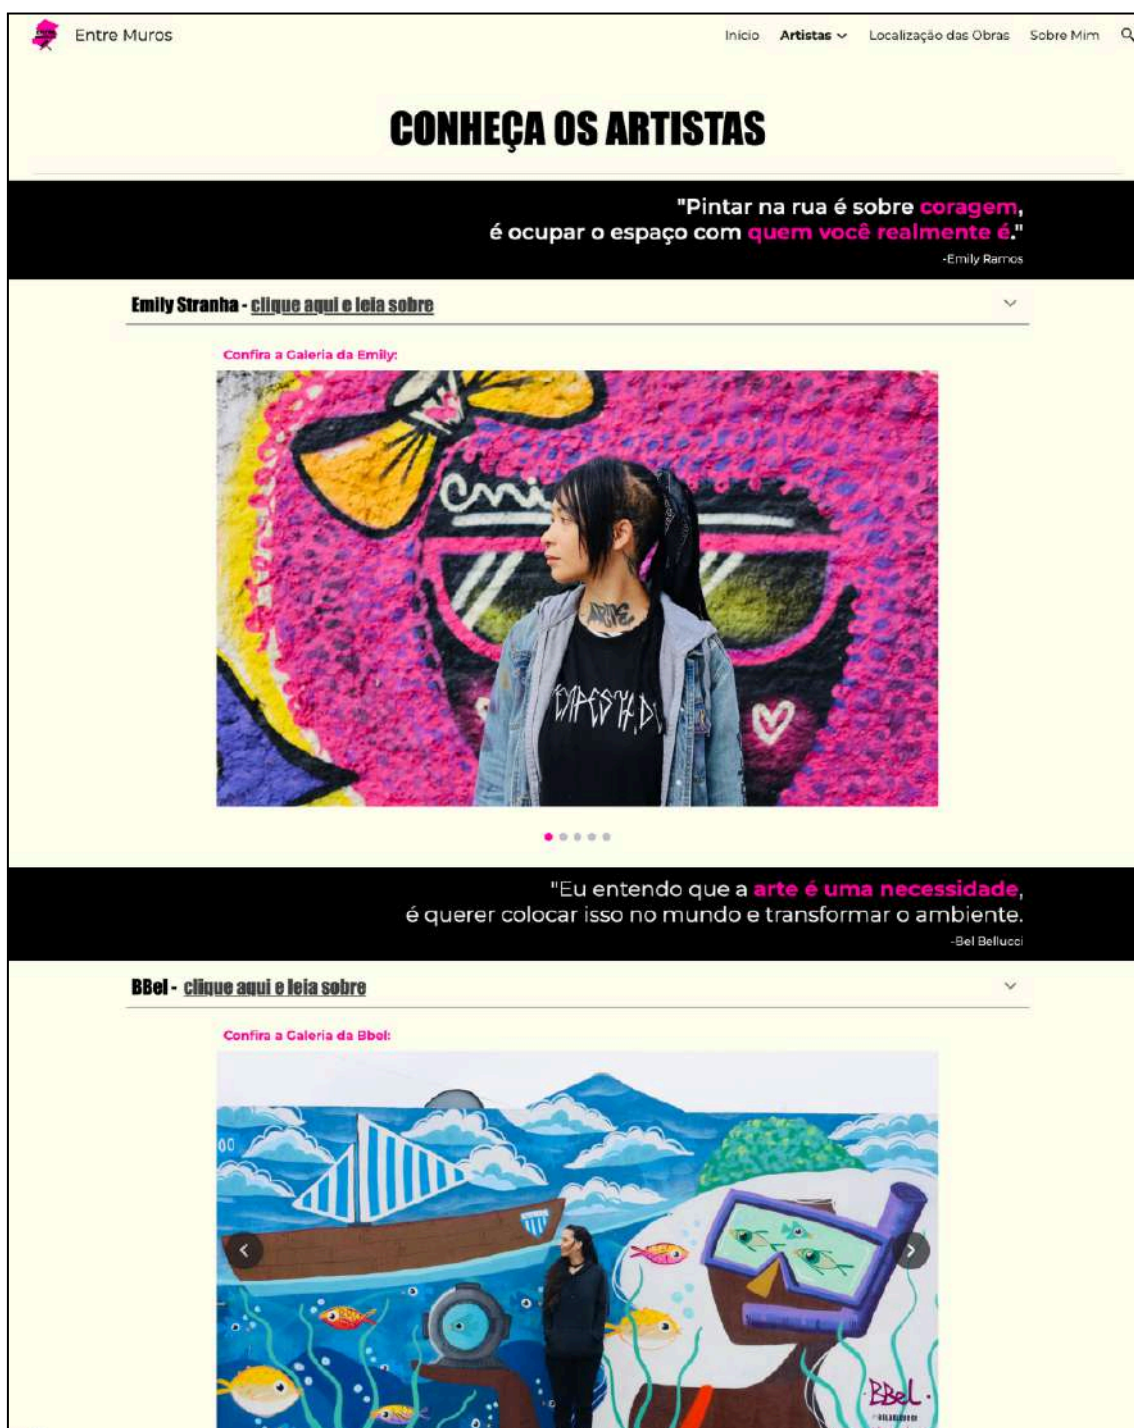 Entre Muros
Início Artistas Localização das Obras Sobre Mim
CONHEÇA OS ARTISTAS
"Pintar na rua é sobre coragem,
é ocupar o espaço com quem você realmente é."
-Emily Ramos
Emily Stranha - clique aqui e leia sobre
Confira a Galeria da Emily:
ARTE
"Eu entendo que a arte é uma necessidade,
é querer colocar isso no mundo e transformar o ambiente.
-Bel Bellucci
BBel - clique aqui e leia sobre
Confira a Galeria da Bbel:
BBel